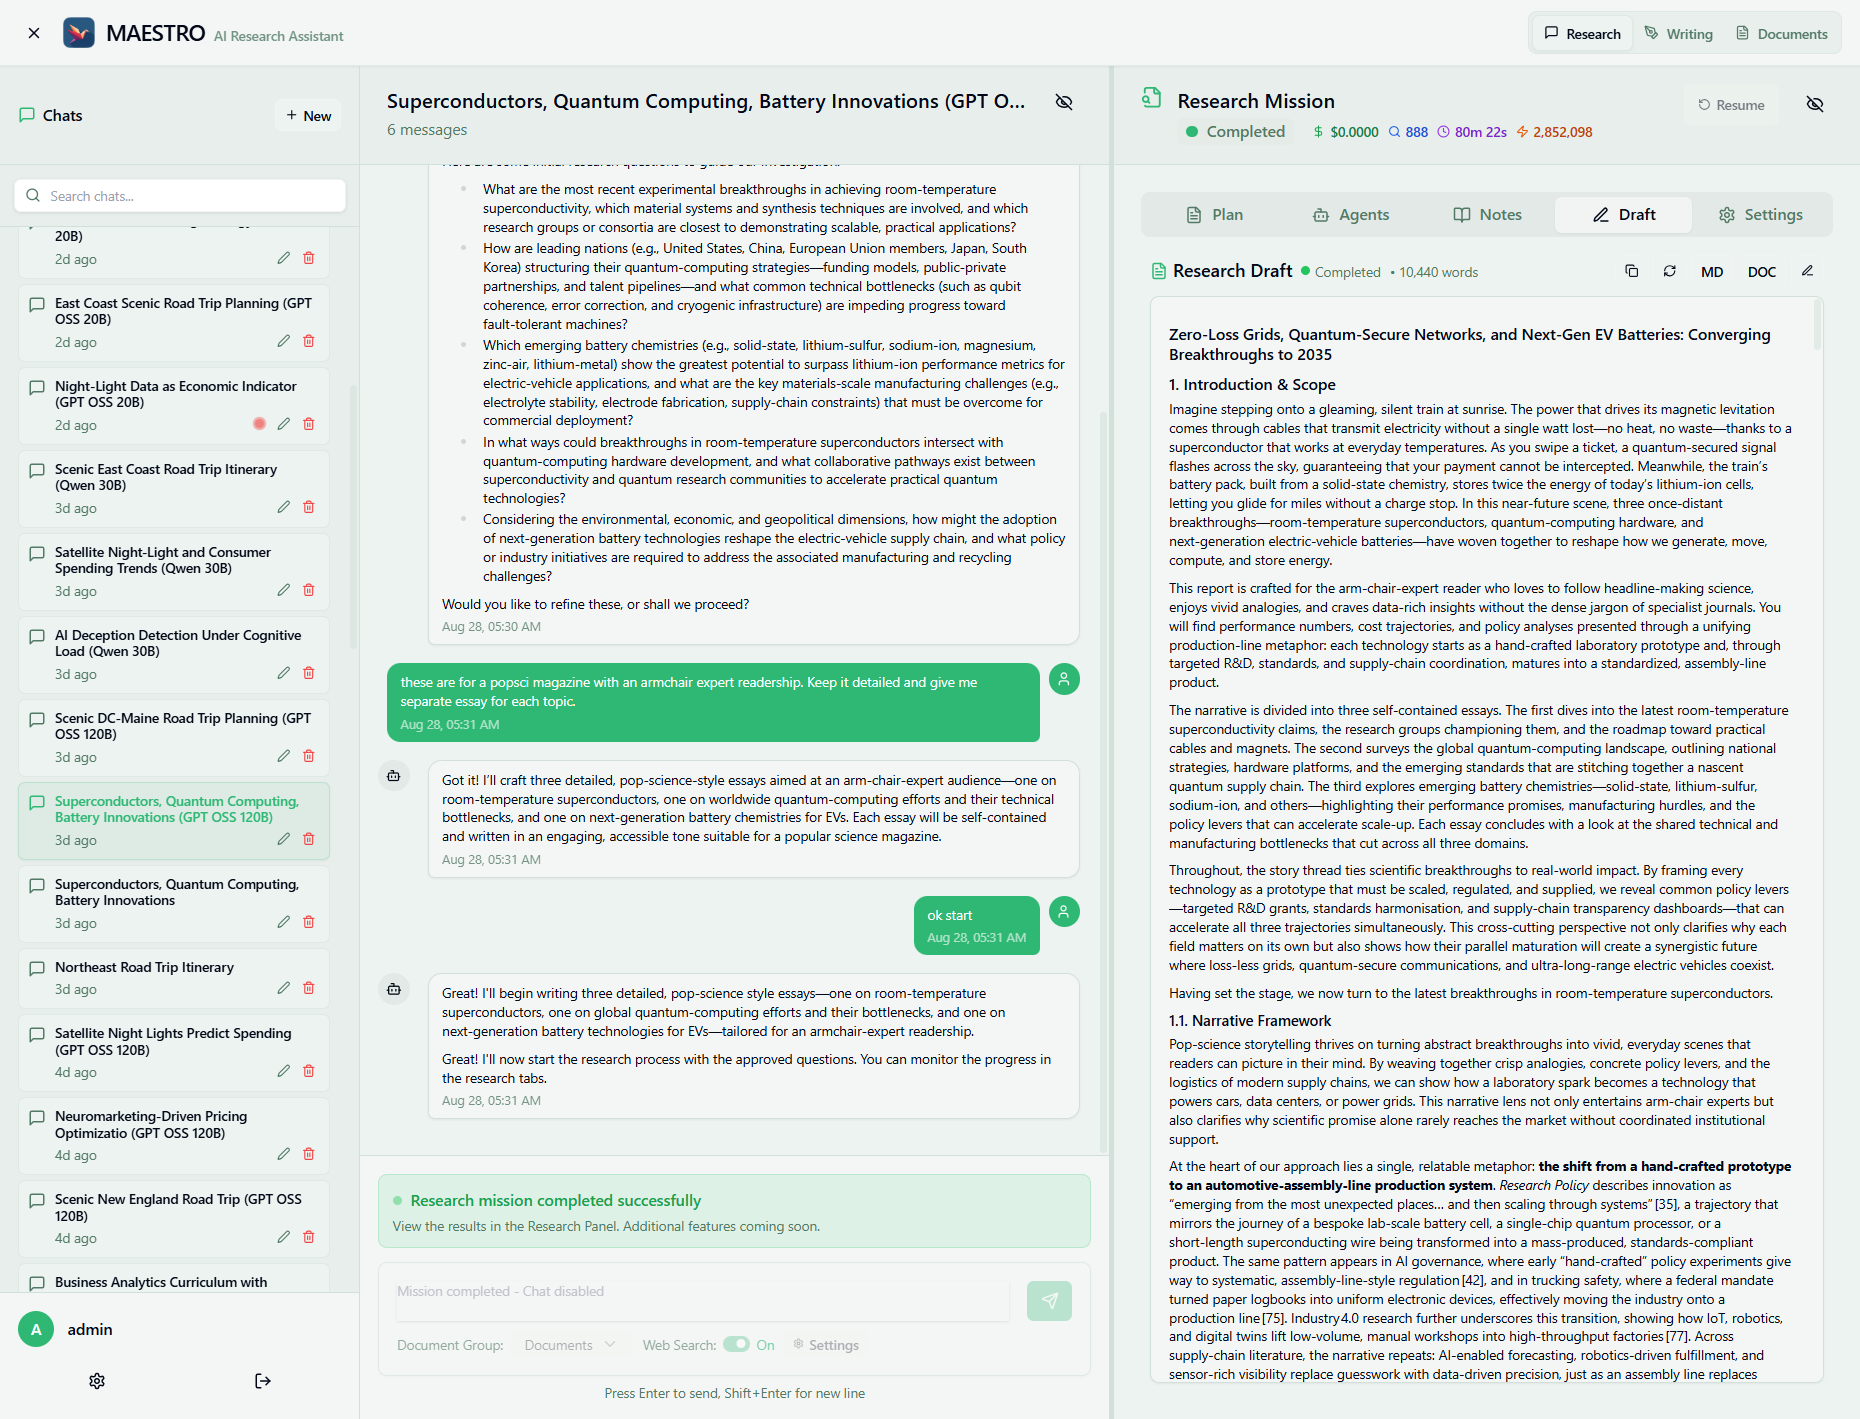 MAESTRO AI Research Assistant
Research
Writing
Documents
Chats
+ New
Search chats...
20B)
2d ago
East Coast Scenic Road Trip Planning (GPT
OSS 20B)
2d ago
Night-Light Data as Economic Indicator
(GPT OSS 20B)
2d ago
Scenic East Coast Road Trip Itinerary
(Qwen 30B)
3d ago
Satellite Night-Light and Consumer
Spending Trends (Qwen 30B)
3d ago
AI Deception Detection Under Cognitive
Load (Qwen 30B)
3d ago
Scenic DC-Maine Road Trip Planning (GPT
OSS 120B)
3d ago
Superconductors, Quantum Computing,
Battery Innovations (GPT OSS 120B)
3d ago
Superconductors, Quantum Computing,
Battery Innovations
3d ago
Northeast Road Trip Itinerary
3d ago
Satellite Night Lights Predict Spending
(GPT OSS 120B)
4d ago
Neuromarketing-Driven Pricing
Optimizatio (GPT OSS 120B)
4d ago
Scenic New England Road Trip (GPT OSS
120B)
4d ago
Business Analytics Curriculum with
A
admin
Superconductors, Quantum Computing, Battery Innovations (GPT O...
6 messages
Here are some initial research questions to guide our investigation:
What are the most recent experimental breakthroughs in achieving room-temperature
superconductivity, which material systems and synthesis techniques are involved, and which
research groups or consortia are closest to demonstrating scalable, practical applications?
How are leading nations (e.g., United States, China, European Union members, Japan, South
Korea) structuring their quantum-computing strategies—funding models, public-private
partnerships, and talent pipelines—and what common technical bottlenecks (such as qubit
coherence, error correction, and cryogenic infrastructure) are impeding progress toward
fault-tolerant machines?
Which emerging battery chemistries (e.g., solid-state, lithium-sulfur, sodium-ion, magnesium,
zinc-air, lithium-metal) show the greatest potential to surpass lithium-ion performance metrics for
electric-vehicle applications, and what are the key materials-scale manufacturing challenges (e.g.,
electrolyte stability, electrode fabrication, supply-chain constraints) that must be overcome for
commercial deployment?
In what ways could breakthroughs in room-temperature superconductors intersect with
quantum-computing hardware development, and what collaborative pathways exist between
superconductivity and quantum research communities to accelerate practical quantum
technologies?
Considering the environmental, economic, and geopolitical dimensions, how might the adoption
of next-generation battery technologies reshape the electric-vehicle supply chain, and what policy
or industry initiatives are required to address the associated manufacturing and recycling
challenges?
Would you like to refine these, or shall we proceed?
Aug 28, 05:30 AM
these are for a popsci magazine with an armchair expert readership. Keep it detailed and give me
separate essay for each topic.
Aug 28, 05:31 AM
Got it! I'll craft three detailed, pop-science-style essays aimed at an arm-chair-expert audience—one on
room-temperature superconductors, one on worldwide quantum-computing efforts and their technical
bottlenecks, and one on next-generation battery chemistries for EVs. Each essay will be self-contained
and written in an engaging, accessible tone suitable for a popular science magazine.
Aug 28, 05:31 AM
ok start
Aug 28, 05:31 AM
Great! I'll begin writing three detailed, pop-science style essays—one on room-temperature
superconductors, one on global quantum-computing efforts and their bottlenecks, and one on
next-generation battery technologies for EVs—tailored for an armchair-expert readership.
Great! I'll now start the research process with the approved questions. You can monitor the progress in
the research tabs.
Aug 28, 05:31 AM
Research mission completed successfully
View the results in the Research Panel. Additional features coming soon.
Mission completed - Chat disabled
Document Group: Documents Web Search: On Settings
Press Enter to send, Shift+Enter for new line
Research Mission
Resume
Completed $ $0.0000 888 80m 22s 2,852,098
Plan
Agents
Notes
Draft
Settings
Research Draft Completed • 10,440 words MD DOC
Zero-Loss Grids, Quantum-Secure Networks, and Next-Gen EV Batteries: Converging
Breakthroughs to 2035
1. Introduction & Scope
Imagine stepping onto a gleaming, silent train at sunrise. The power that drives its magnetic levitation
comes through cables that transmit electricity without a single watt lost—no heat, no waste—thanks to a
superconductor that works at everyday temperatures. As you swipe a ticket, a quantum-secured signal
flashes across the sky, guaranteeing that your payment cannot be intercepted. Meanwhile, the train's
battery pack, built from a solid-state chemistry, stores twice the energy of today's lithium-ion cells,
letting you glide for miles without a charge stop. In this near-future scene, three once-distant
breakthroughs—room-temperature superconductors, quantum-computing hardware, and
next-generation electric-vehicle batteries—have woven together to reshape how we generate, move,
compute, and store energy.
This report is crafted for the arm-chair-expert reader who loves to follow headline-making science,
enjoys vivid analogies, and craves data-rich insights without the dense jargon of specialist journals. You
will find performance numbers, cost trajectories, and policy analyses presented through a unifying
production-line metaphor: each technology starts as a hand-crafted laboratory prototype and, through
targeted R&D, standards, and supply-chain coordination, matures into a standardized, assembly-line
product.
The narrative is divided into three self-contained essays. The first dives into the latest room-temperature
superconductivity claims, the research groups championing them, and the roadmap toward practical
cables and magnets. The second surveys the global quantum-computing landscape, outlining national
strategies, hardware platforms, and the emerging standards that are stitching together a nascent
quantum supply chain. The third explores emerging battery chemistries—solid-state, lithium-sulfur,
sodium-ion, and others—highlighting their performance promises, manufacturing hurdles, and the
policy levers that can accelerate scale-up. Each essay concludes with a look at the shared technical and
manufacturing bottlenecks that cut across all three domains.
Throughout, the story thread ties scientific breakthroughs to real-world impact. By framing every
technology as a prototype that must be scaled, regulated, and supplied, we reveal common policy levers
—targeted R&D grants, standards harmonisation, and supply-chain transparency dashboards—that can
accelerate all three trajectories simultaneously. This cross-cutting perspective not only clarifies why each
field matters on its own but also shows how their parallel maturation will create a synergistic future
where loss-less grids, quantum-secure communications, and ultra-long-range electric vehicles coexist.
Having set the stage, we now turn to the latest breakthroughs in room-temperature superconductors.
1.1. Narrative Framework
Pop-science storytelling thrives on turning abstract breakthroughs into vivid, everyday scenes that
readers can picture in their mind. By weaving together crisp analogies, concrete policy levers, and the
logistics of modern supply chains, we can show how a laboratory spark becomes a technology that
powers cars, data centers, or power grids. This narrative lens not only entertains arm-chair experts but
also clarifies why scientific promise alone rarely reaches the market without coordinated institutional
support.
At the heart of our approach lies a single, relatable metaphor: the shift from a hand-crafted prototype
to an automotive-assembly-line production system. Research Policy describes innovation as
“emerging from the most unexpected places… and then scaling through systems” [35], a trajectory that
mirrors the journey of a bespoke lab-scale battery cell, a single-chip quantum processor, or a
short-length superconducting wire being transformed into a mass-produced, standards-compliant
product. The same pattern appears in AI governance, where early “hand-crafted” policy experiments give
way to systematic, assembly-line-style regulation [42], and in trucking safety, where a federal mandate
turned paper logbooks into uniform electronic devices, effectively moving the industry onto a
production line [75]. Industry 4.0 research further underscores this transition, showing how IoT, robotics,
and digital twins lift low-volume, manual workshops into high-throughput factories [77]. Across
supply-chain literature, the narrative repeats: AI-enabled forecasting, robotics-driven fulfillment, and
sensor-rich visibility replace guesswork with data-driven precision, just as an assembly line replaces